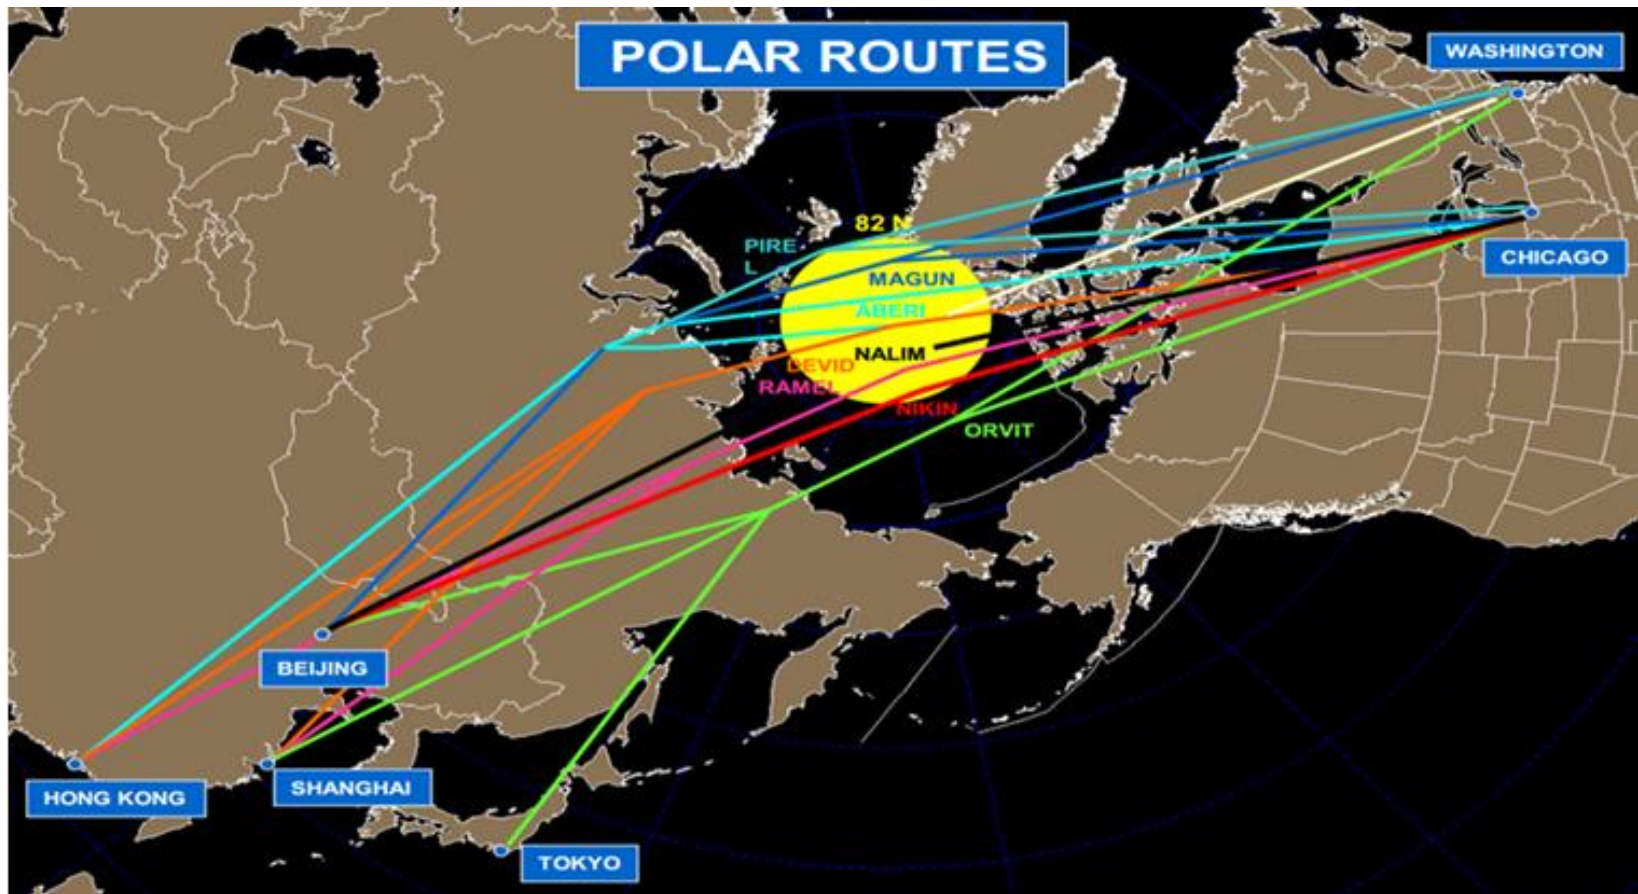 POLAR ROUTES
WASHINGTON
82 N
PIRE
L
CHICAGO
MAGUN
ABERI
NALIM
DEVID
RAMEL
NIKIN
ORVIT
BEIJING
SHANGHAI
HONG KONG
TOKYO